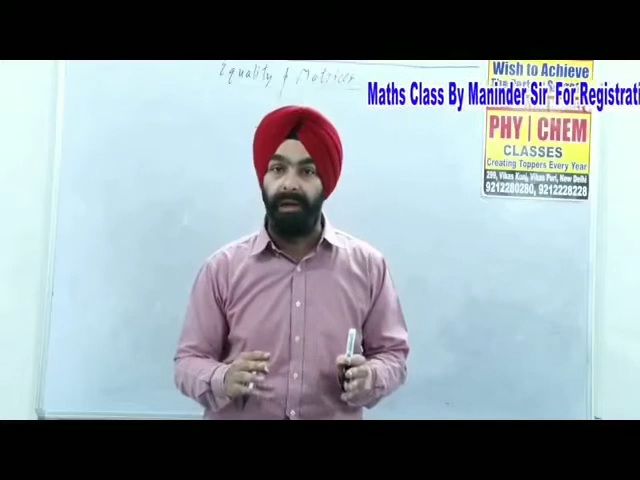 Equality of Matrices
Maths Class By Maninder Sir For Registrati
Wish to Achieve
PHY | CHEM
CLASSES
Creating Toppers Every Year
299, Vikas Kunj, Vikas Puri, New Delhi
9212280280, 9212228228